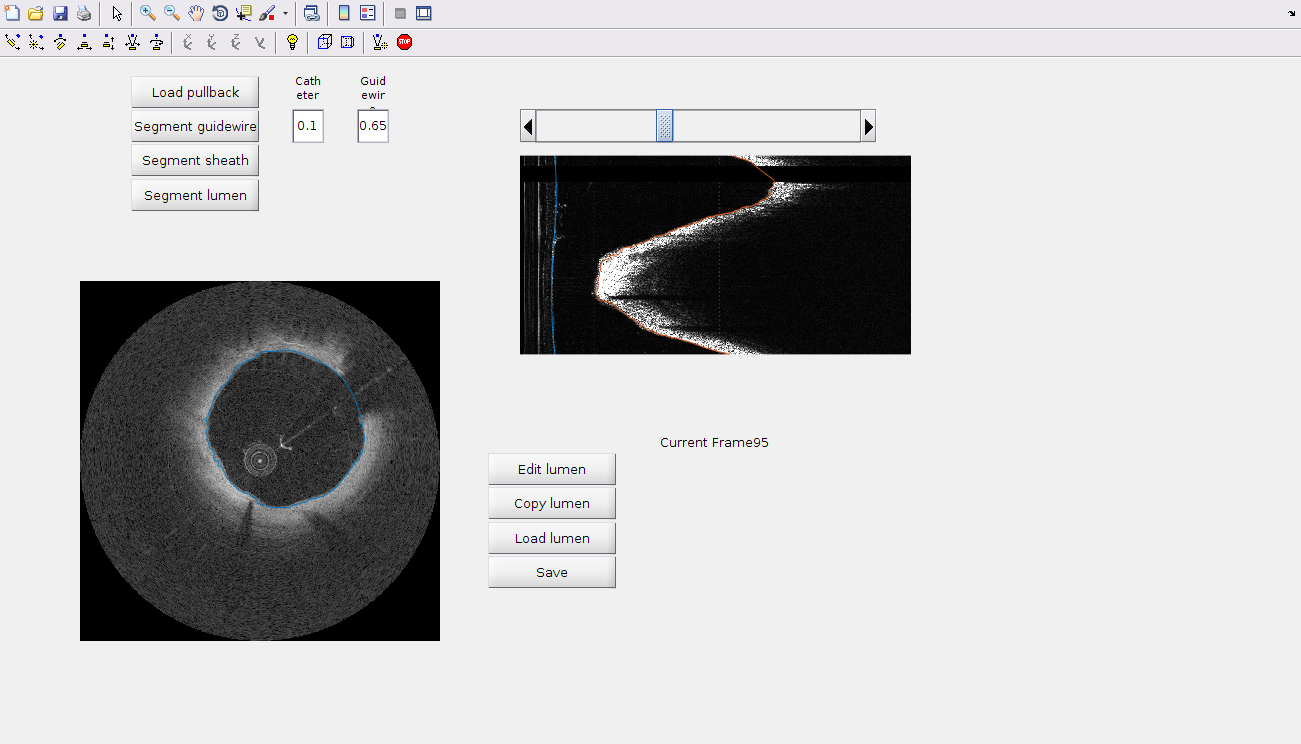 STOP
Load pullback
Cath
eter
Guid
ewir
Segment guidewire
0.1
0.65
Segment sheath
Segment lumen
Current Frame95
Edit lumen
Copy lumen
Load lumen
Save